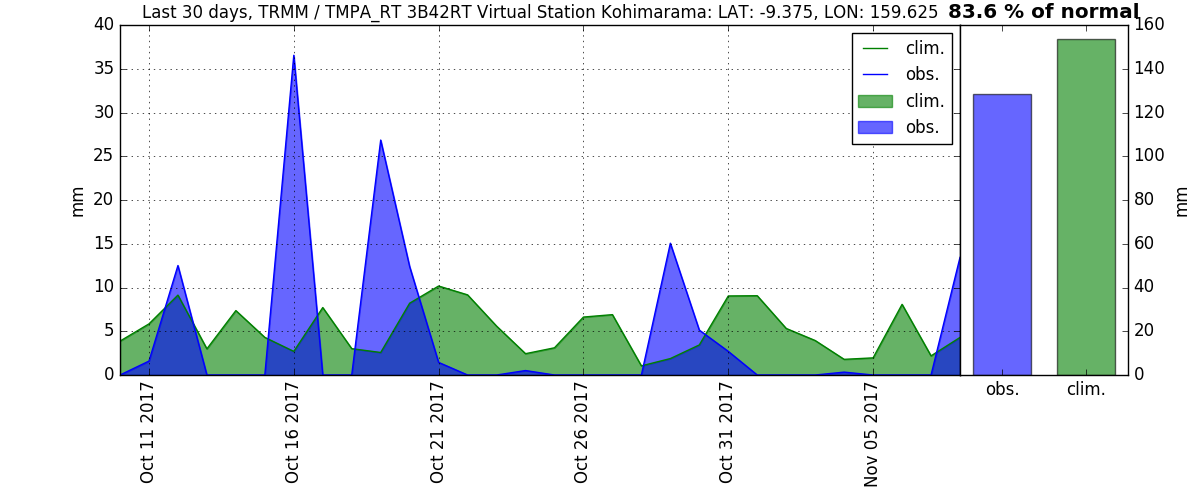 Last 30 days, TRMM / TMPA_RT 3B42RT Virtual Station Kohimarama: LAT: -9.375, LON: 159.625 83.6 % of normal
40
35
30
25
20
15
10
5
0
mm
clim.
obs.
clim.
obs.
160
140
120
100
80
60
40
20
0
mm
Oct 11 2017
Oct 16 2017
Oct 21 2017
Oct 26 2017
Oct 31 2017
Nov 05 2017
obs.
clim.